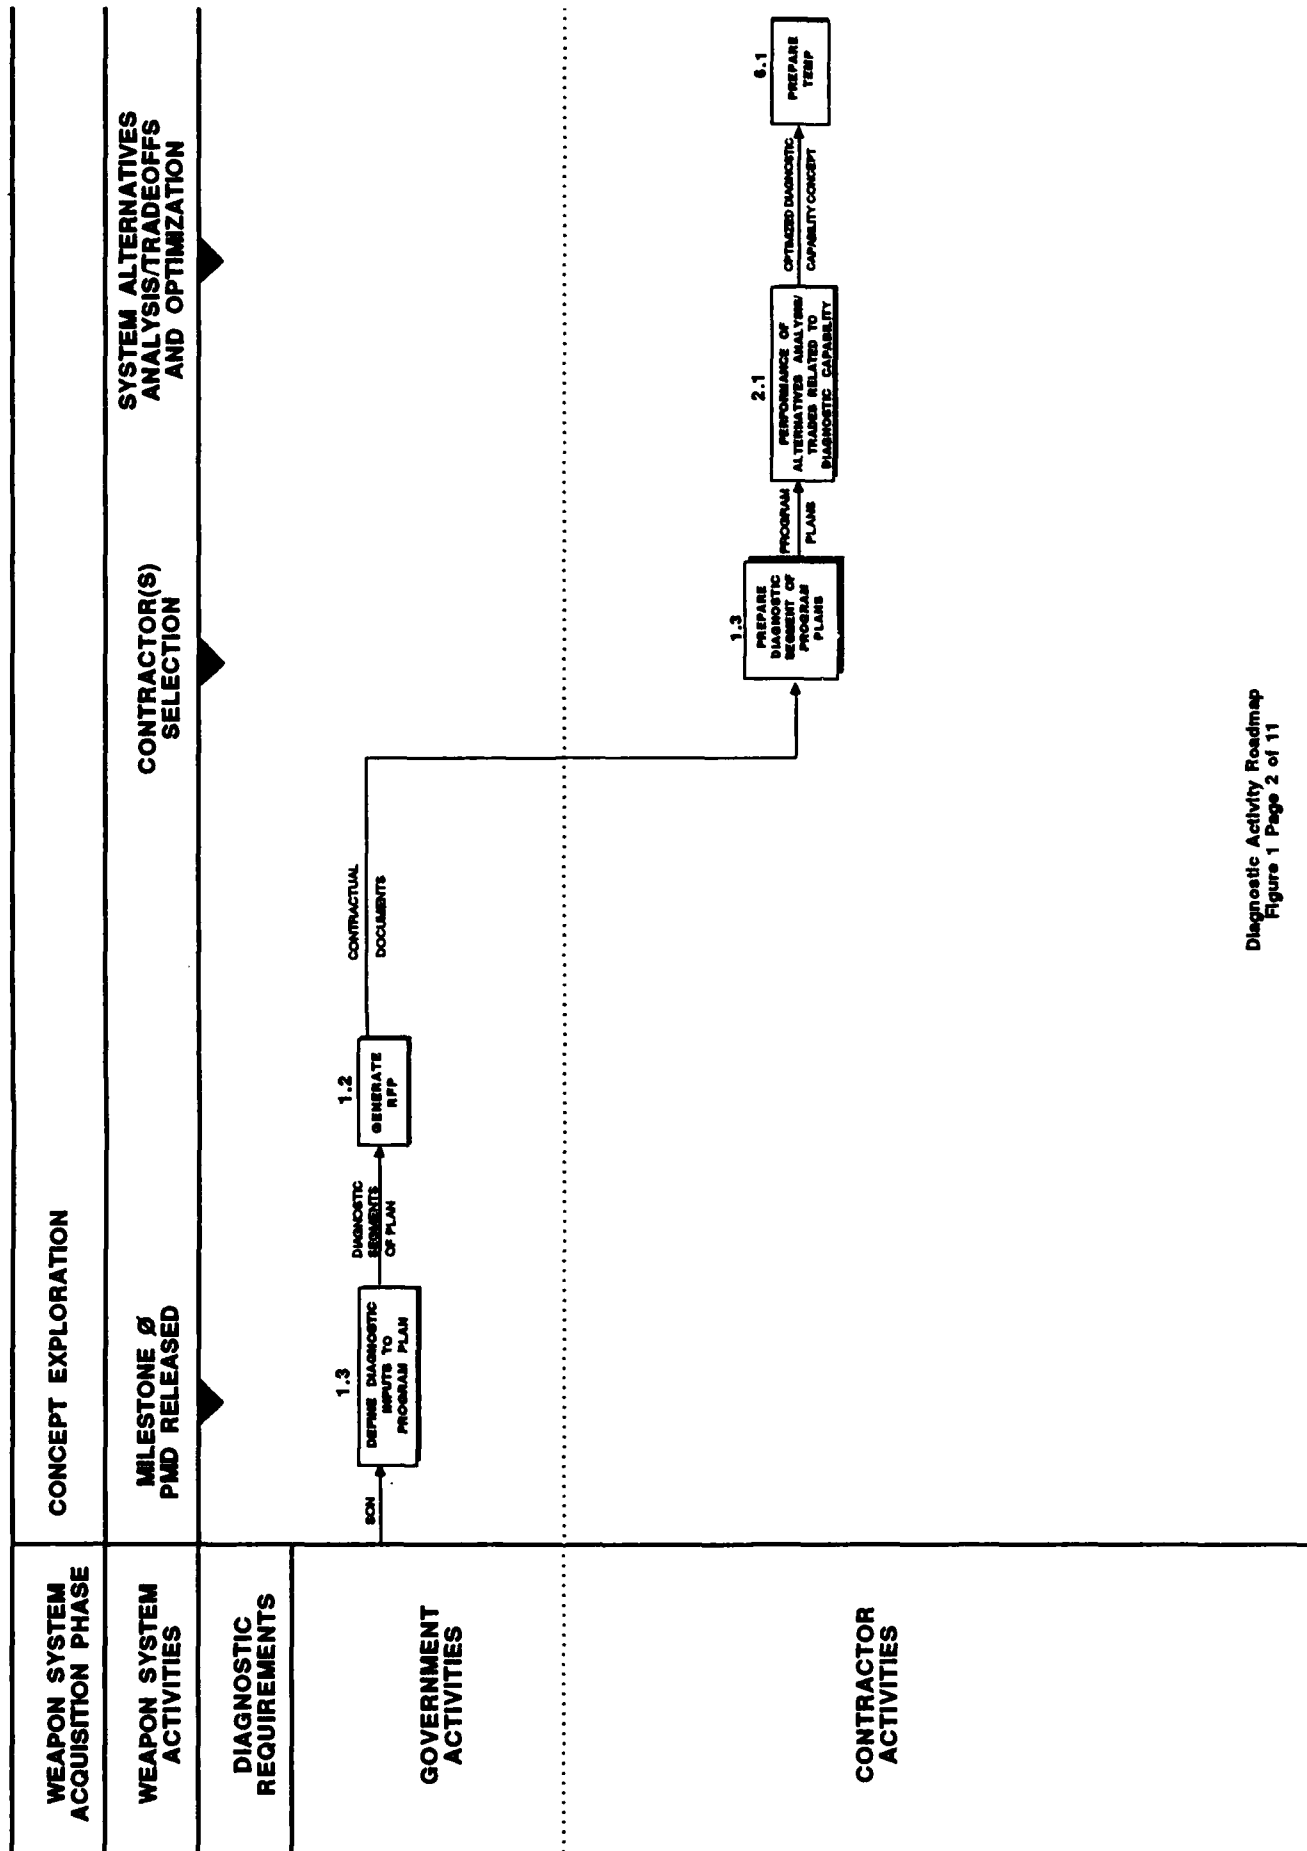 WEAPON SYSTEM
ACQUISITION PHASE
CONCEPT EXPLORATION
WEAPON SYSTEM
ACTIVITIES
MILESTONE Ø
PMD RELEASED
CONTRACTOR(S)
SELECTION
SYSTEM ALTERNATIVES
ANALYSIS/TRADEOFFS
AND OPTIMIZATION
DIAGNOSTIC
REQUIREMENTS
GOVERNMENT
ACTIVITIES
SON
1.3
DEFINE DIAGNOSTIC
INPUTS TO
PROGRAM PLAN
DIAGNOSTIC
SEGMENTS
OF PLAN
1.2
GENERATE
RFP
CONTRACTUAL
DOCUMENTS
CONTRACTOR
ACTIVITIES
1.3
PREPARE
DIAGNOSTIC
SEGMENT OF
PROGRAM
PLANS
PROGRAM
PLANS
2.1
PERFORMANCE OF
ALTERNATIVES ANALYSIS/
TRADES RELATED TO
DIAGNOSTIC CAPABILITY
OPTIMIZED DIAGNOSTIC
CAPABILITY CONCEPT
6.1
PREPARE
TEMP
Diagnostic Activity Roadmap
Figure 1 Page 2 of 11